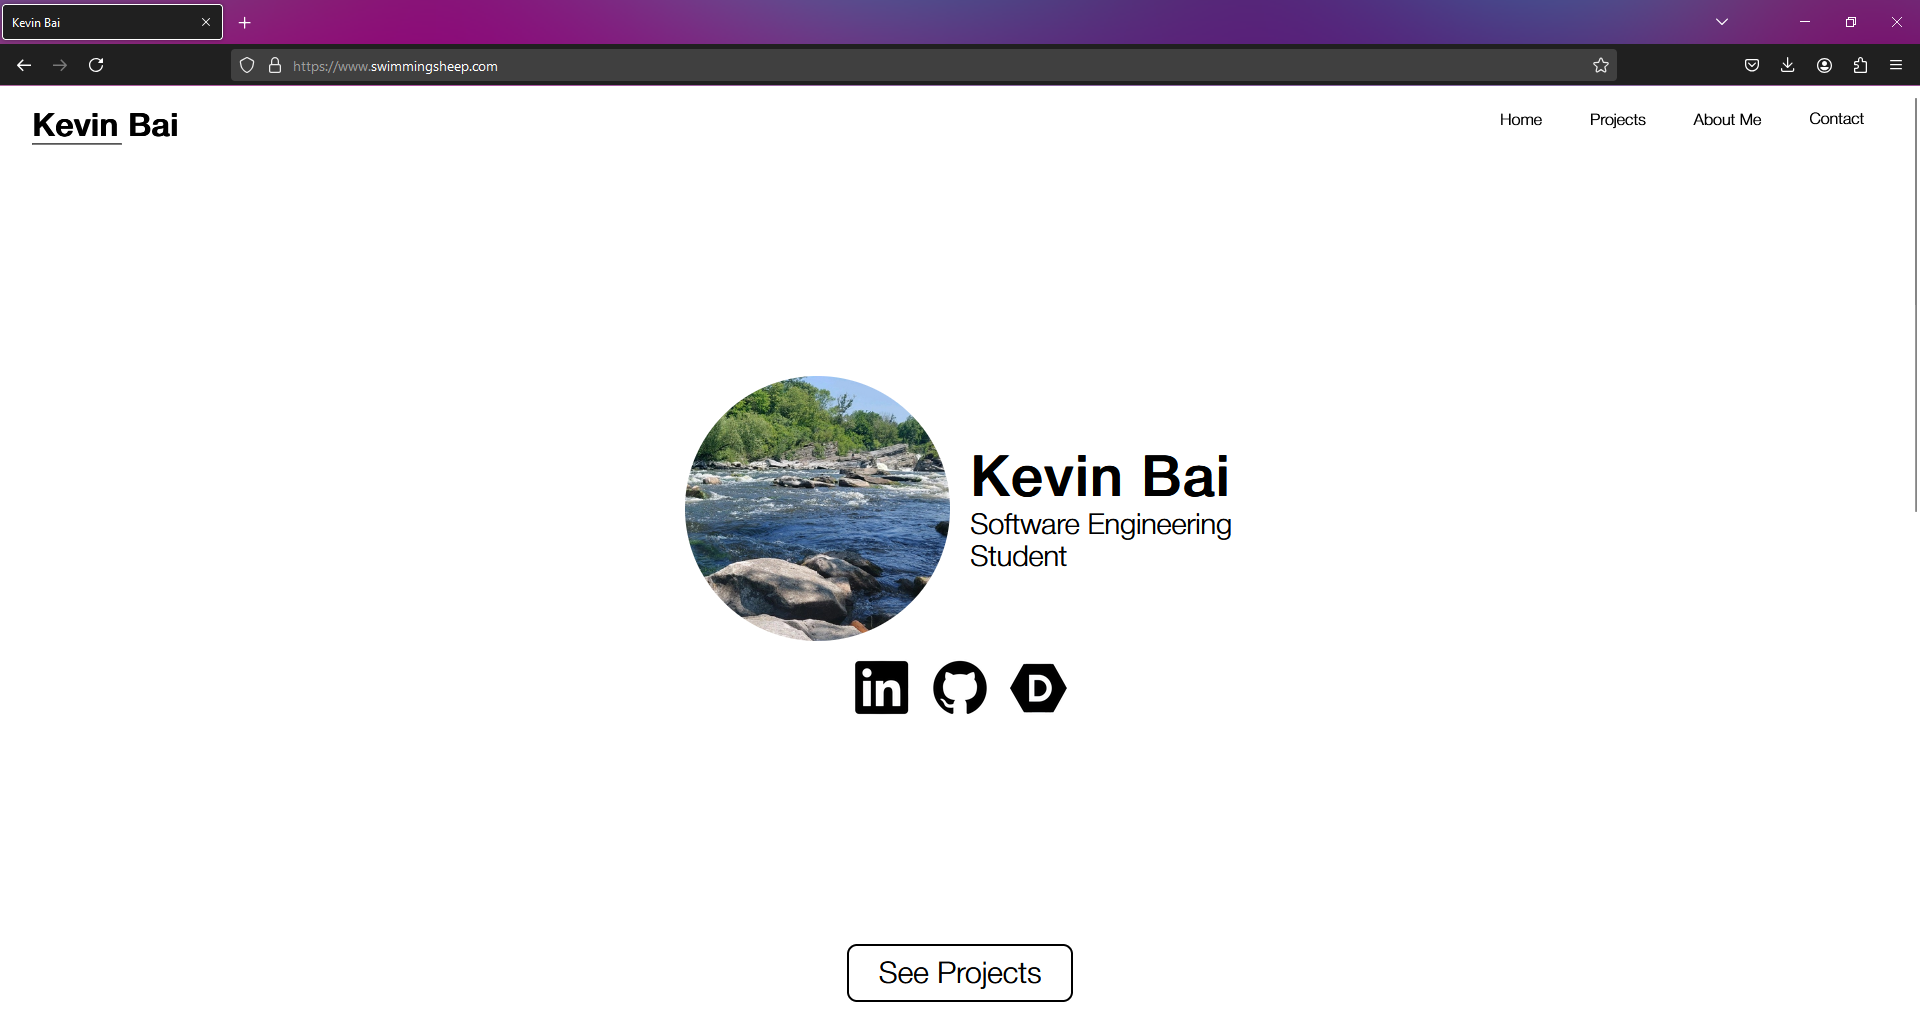 Kevin Bai
https://www.swimmingsheep.com
Kevin Bai
Home
Projects
About Me
Contact
Kevin Bai
Software Engineering
Student
in
D
See Projects